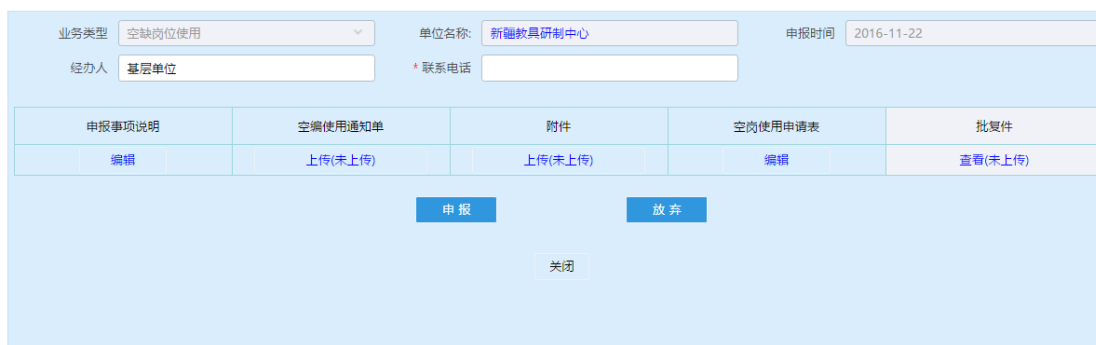 业务类型 空缺岗位使用 单位名称: 新疆教具研制中心 申报时间 2016-11-22
经办人 基层单位 * 联系电话
申报事项说明 空编使用通知单 附件 空岗使用申请表 批复件
编辑 上传(未上传) 上传(未上传) 编辑 查看(未上传)
申报 放弃
关闭